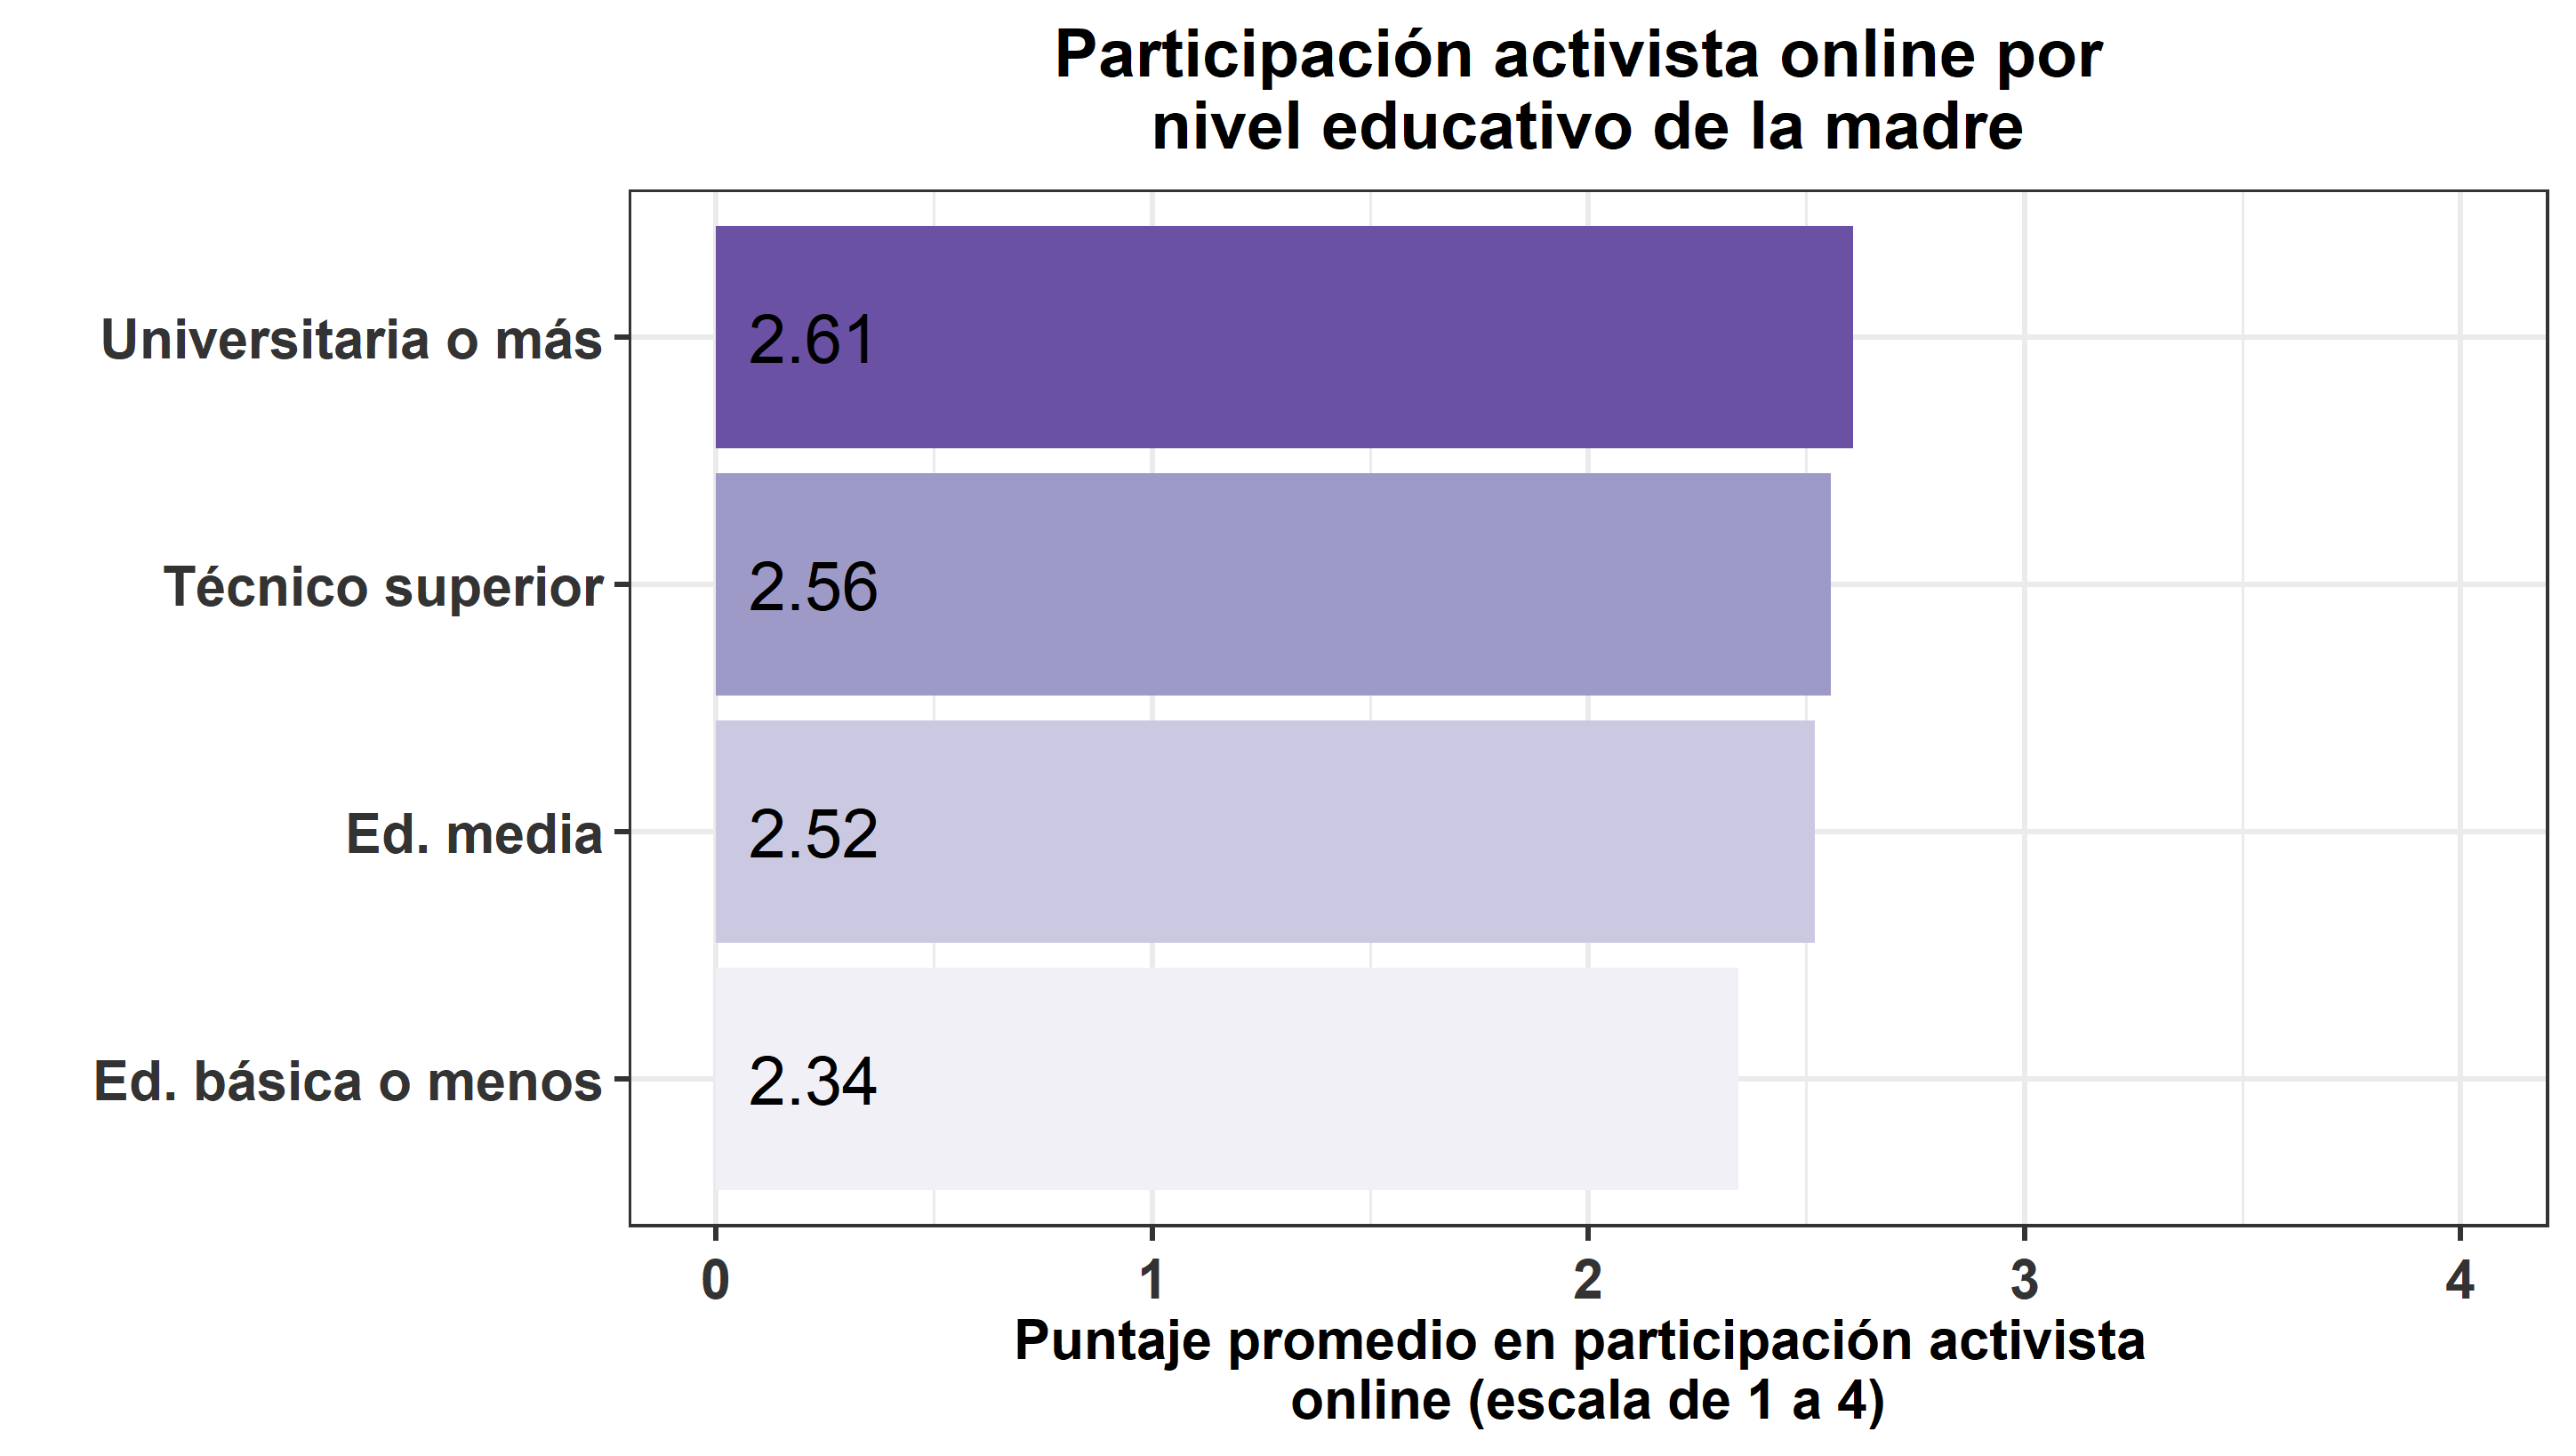 Participación activista online por
nivel educativo de la madre
Universitaria o más
2.61
Técnico superior
2.56
Ed. media
2.52
Ed. básica o menos
2.34
0 1 2 3 4
Puntaje promedio en participación activista
online (escala de 1 a 4)